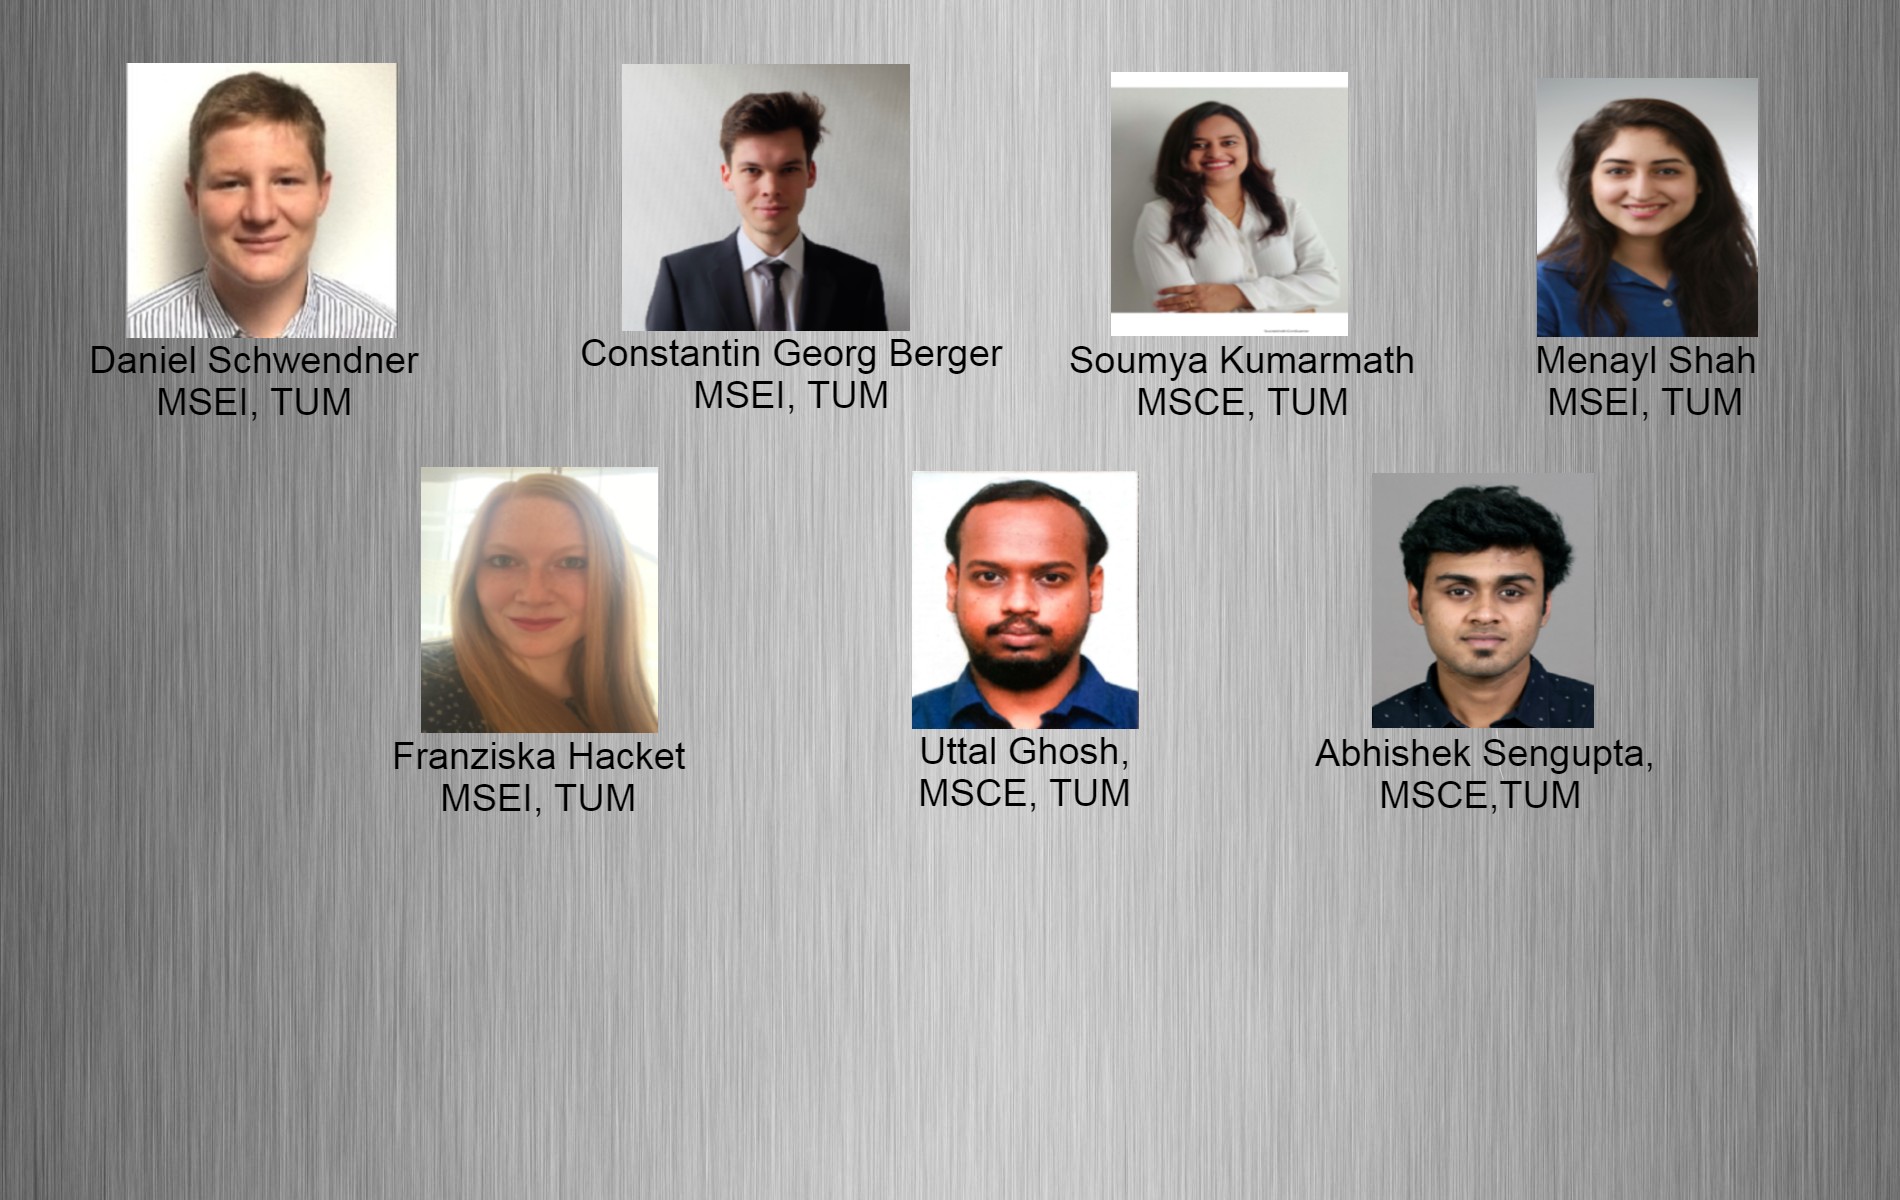 Daniel Schwendner
MSEI, TUM
Constantin Georg Berger
MSEI, TUM
Soumya Kumarmath
MSCE, TUM
Menayl Shah
MSEI, TUM
Franziska Hacket
MSEI, TUM
Uttal Ghosh,
MSCE, TUM
Abhishek Sengupta,
MSCE,TUM